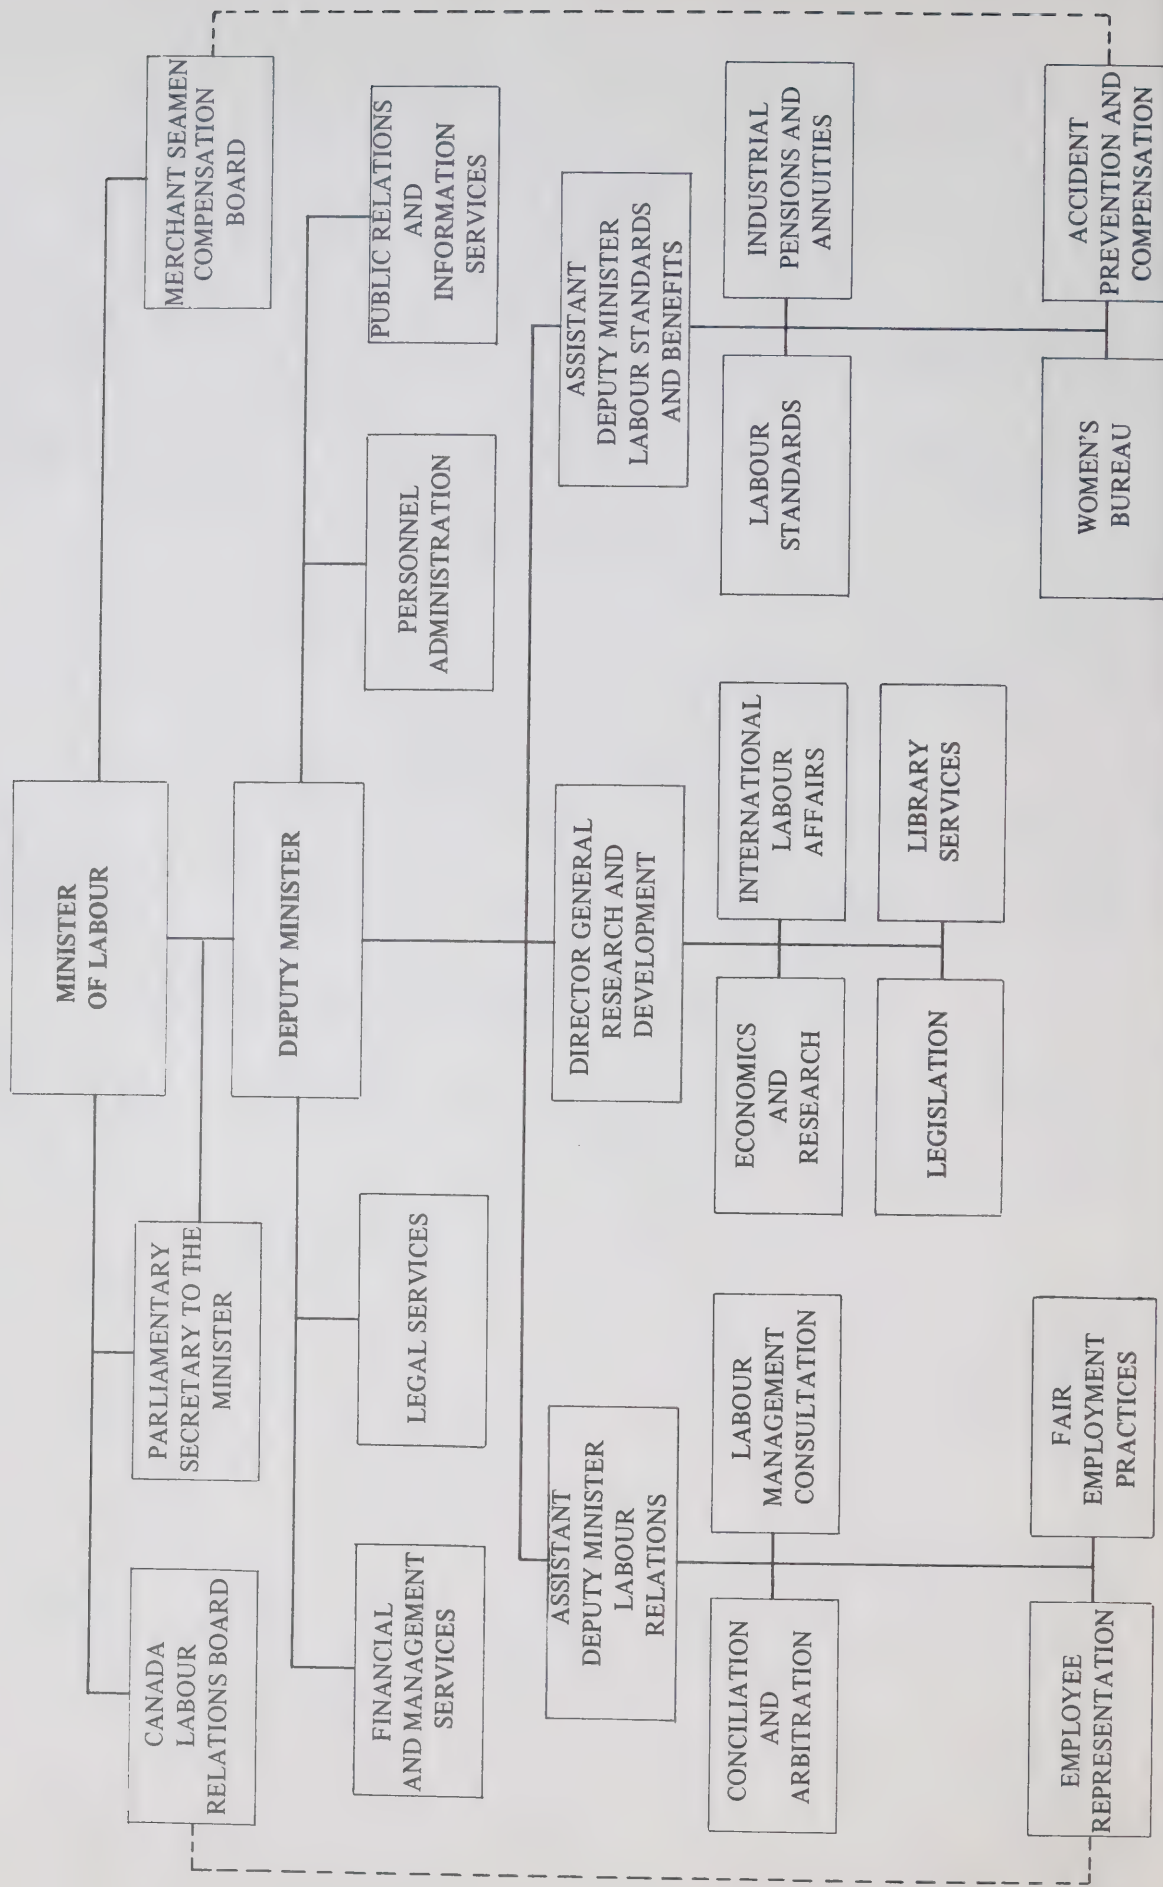 MINISTER
OF LABOUR
CANADA
LABOUR
RELATIONS BOARD
PARLIAMENTARY
SECRETARY TO THE
MINISTER
MERCHANT SEAMEN
COMPENSATION
BOARD
DEPUTY MINISTER
FINANCIAL
AND MANAGEMENT
SERVICES
LEGAL SERVICES
PERSONNEL
ADMINISTRATION
PUBLIC RELATIONS
AND
INFORMATION
SERVICES
ASSISTANT
DEPUTY MINISTER
LABOUR
RELATIONS
DIRECTOR GENERAL
RESEARCH AND
DEVELOPMENT
ASSISTANT
DEPUTY MINISTER
LABOUR STANDARDS
AND BENEFITS
CONCILIATION
AND
ARBITRATION
LABOUR
MANAGEMENT
CONSULTATION
ECONOMICS
AND
RESEARCH
INTERNATIONAL
LABOUR
AFFAIRS
LABOUR
STANDARDS
INDUSTRIAL
PENSIONS AND
ANNUITIES
LEGISLATION
LIBRARY
SERVICES
EMPLOYEE
REPRESENTATION
FAIR
EMPLOYMENT
PRACTICES
WOMEN'S
BUREAU
ACCIDENT
PREVENTION AND
COMPENSATION